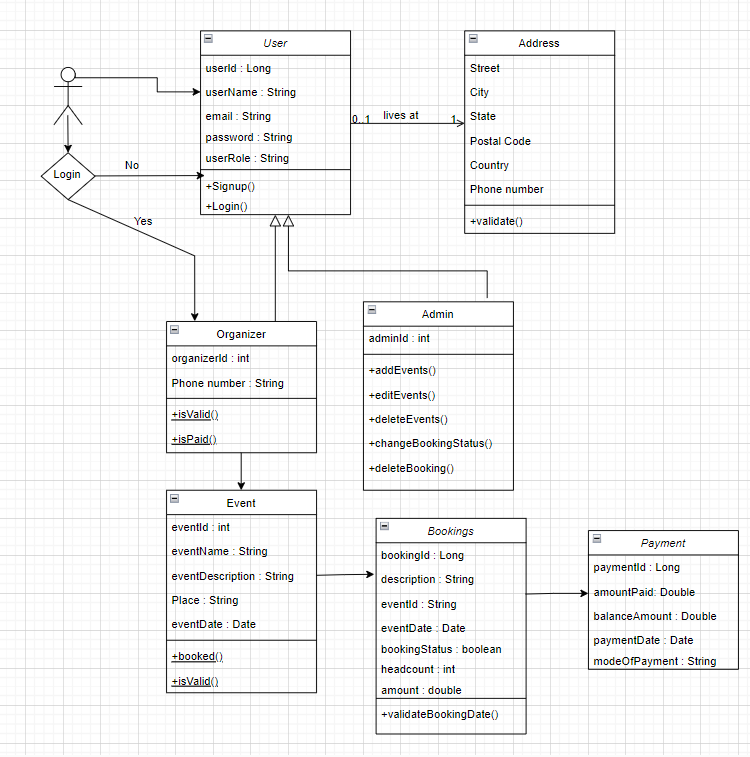 User
userId : Long
userName : String
email : String
password : String
userRole : String
+Signup()
+Login()
Address
Street
City
State
Postal Code
Country
Phone number
+validate()
0..1
lives at
1
Login
No
Yes
Organizer
organizerId : int
Phone number : String
+isValid()
+isPaid()
Admin
adminId : int
+addEvents()
+editEvents()
+deleteEvents()
+changeBookingStatus()
+deleteBooking()
Event
eventId : int
eventName : String
eventDescription : String
Place : String
eventDate : Date
+booked()
+isValid()
Bookings
bookingId : Long
description : String
eventId : String
eventDate : Date
bookingStatus : boolean
headcount : int
amount : double
+validateBookingDate()
Payment
paymentId : Long
amountPaid: Double
balanceAmount : Double
paymentDate : Date
modeOfPayment : String